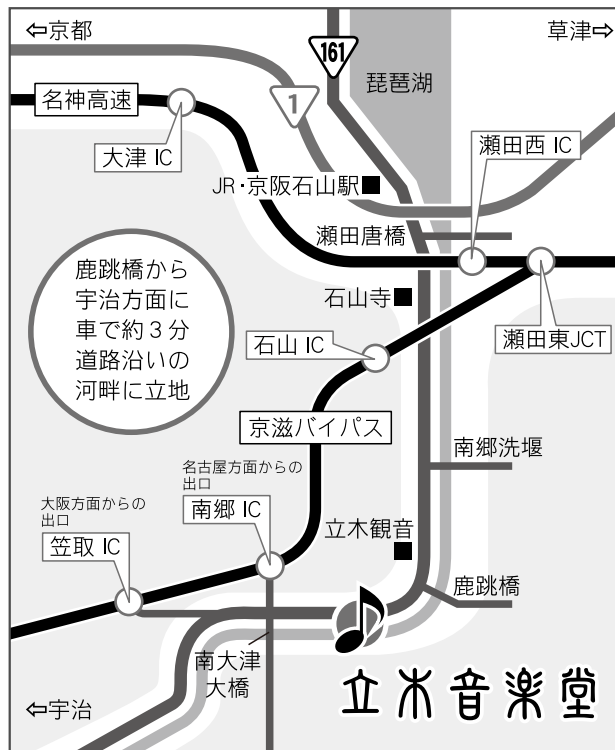 ⇦京都
草津⇨
161
琵琶湖
名神高速
1
大津 IC
瀬田西 IC
JR・京阪石山駅
瀬田唐橋
鹿跳橋から
宇治方面に
車で約3分
道路沿いの
河畔に立地
石山寺
石山 IC
瀬田東JCT
京滋バイパス
南郷洗堰
名古屋方面からの
出口
南郷 IC
大阪方面からの
出口
笠取 IC
立木観音
鹿跳橋
南大津
大橋
立木音楽堂
⇦宇治